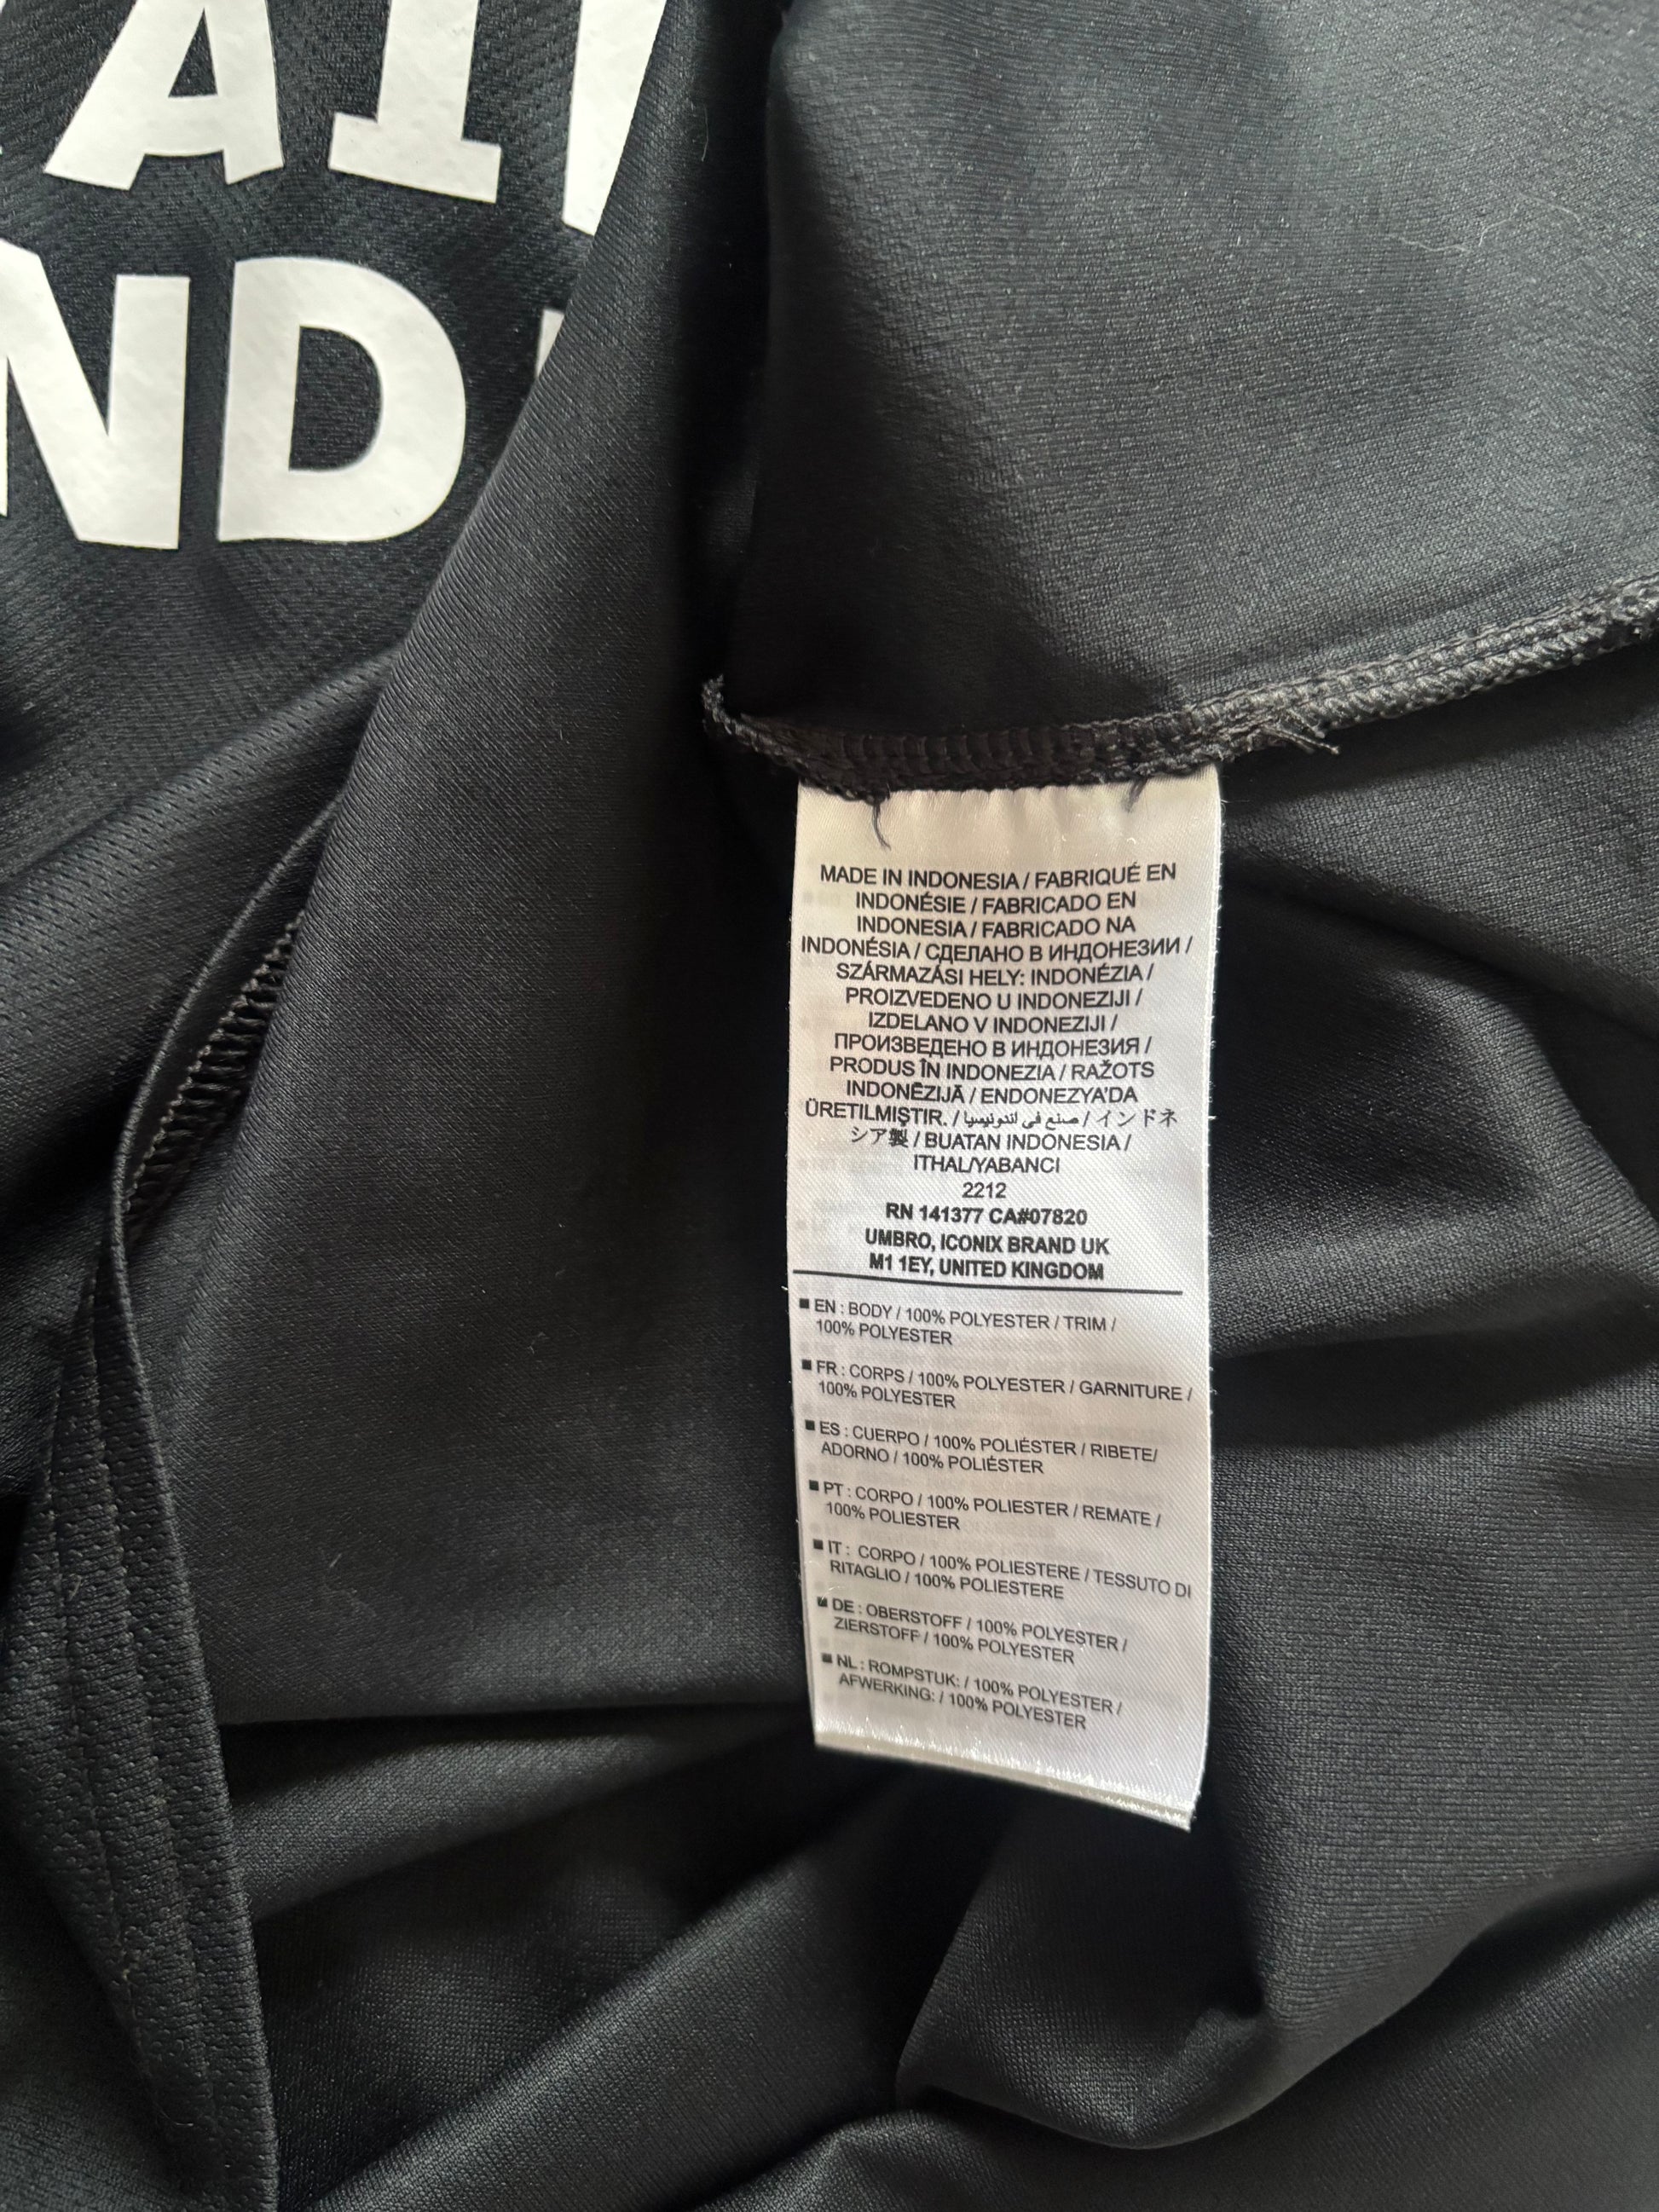 AI
ND
MADE IN INDONESIA / FABRIQUÉ EN
INDONÉSIE / FABRICADO EN
INDONESIA / FABRICADO NA
INDONÉSIA / СДЕЛАНО В ИНДОНЕЗИИ /
SZÁRMAZÁSI HELY: INDONÉZIA /
PROIZVEDENO U INDONEZIJI /
IZDELANO V INDONEZIJI /
ПРОИЗВЕДЕНО В ИНДОНЕЗИЯ /
PRODUS ÎN INDONEZIA / RAŽOTS
INDONĒZIJĀ / ENDONEZYA'DA
ÜRETILMIŞTIR. / صنع في اندونيسيا / インドネ
シア製 / BUATAN INDONESIA /
ITHAL/YABANCI
2212
RN 141377 CA#07820
UMBRO, ICONIX BRAND UK
M1 1EY, UNITED KINGDOM
■ EN : BODY / 100% POLYESTER / TRIM /
100% POLYESTER
■ FR : CORPS / 100% POLYESTER / GARNITURE /
100% POLYESTER
■ ES : CUERPO / 100% POLIÉSTER / RIBETE/
ADORNO / 100% POLIÉSTER
■ PT : CORPO / 100% POLIESTER / REMATE /
100% POLIESTER
■ IT : CORPO / 100% POLIESTERE / TESSUTO DI
RITAGLIO / 100% POLIESTERE
■ DE : OBERSTOFF / 100% POLYESTER /
ZIERSTOFF / 100% POLYESTER
■ NL : ROMPSTUK: / 100% POLYESTER /
AFWERKING: / 100% POLYESTER